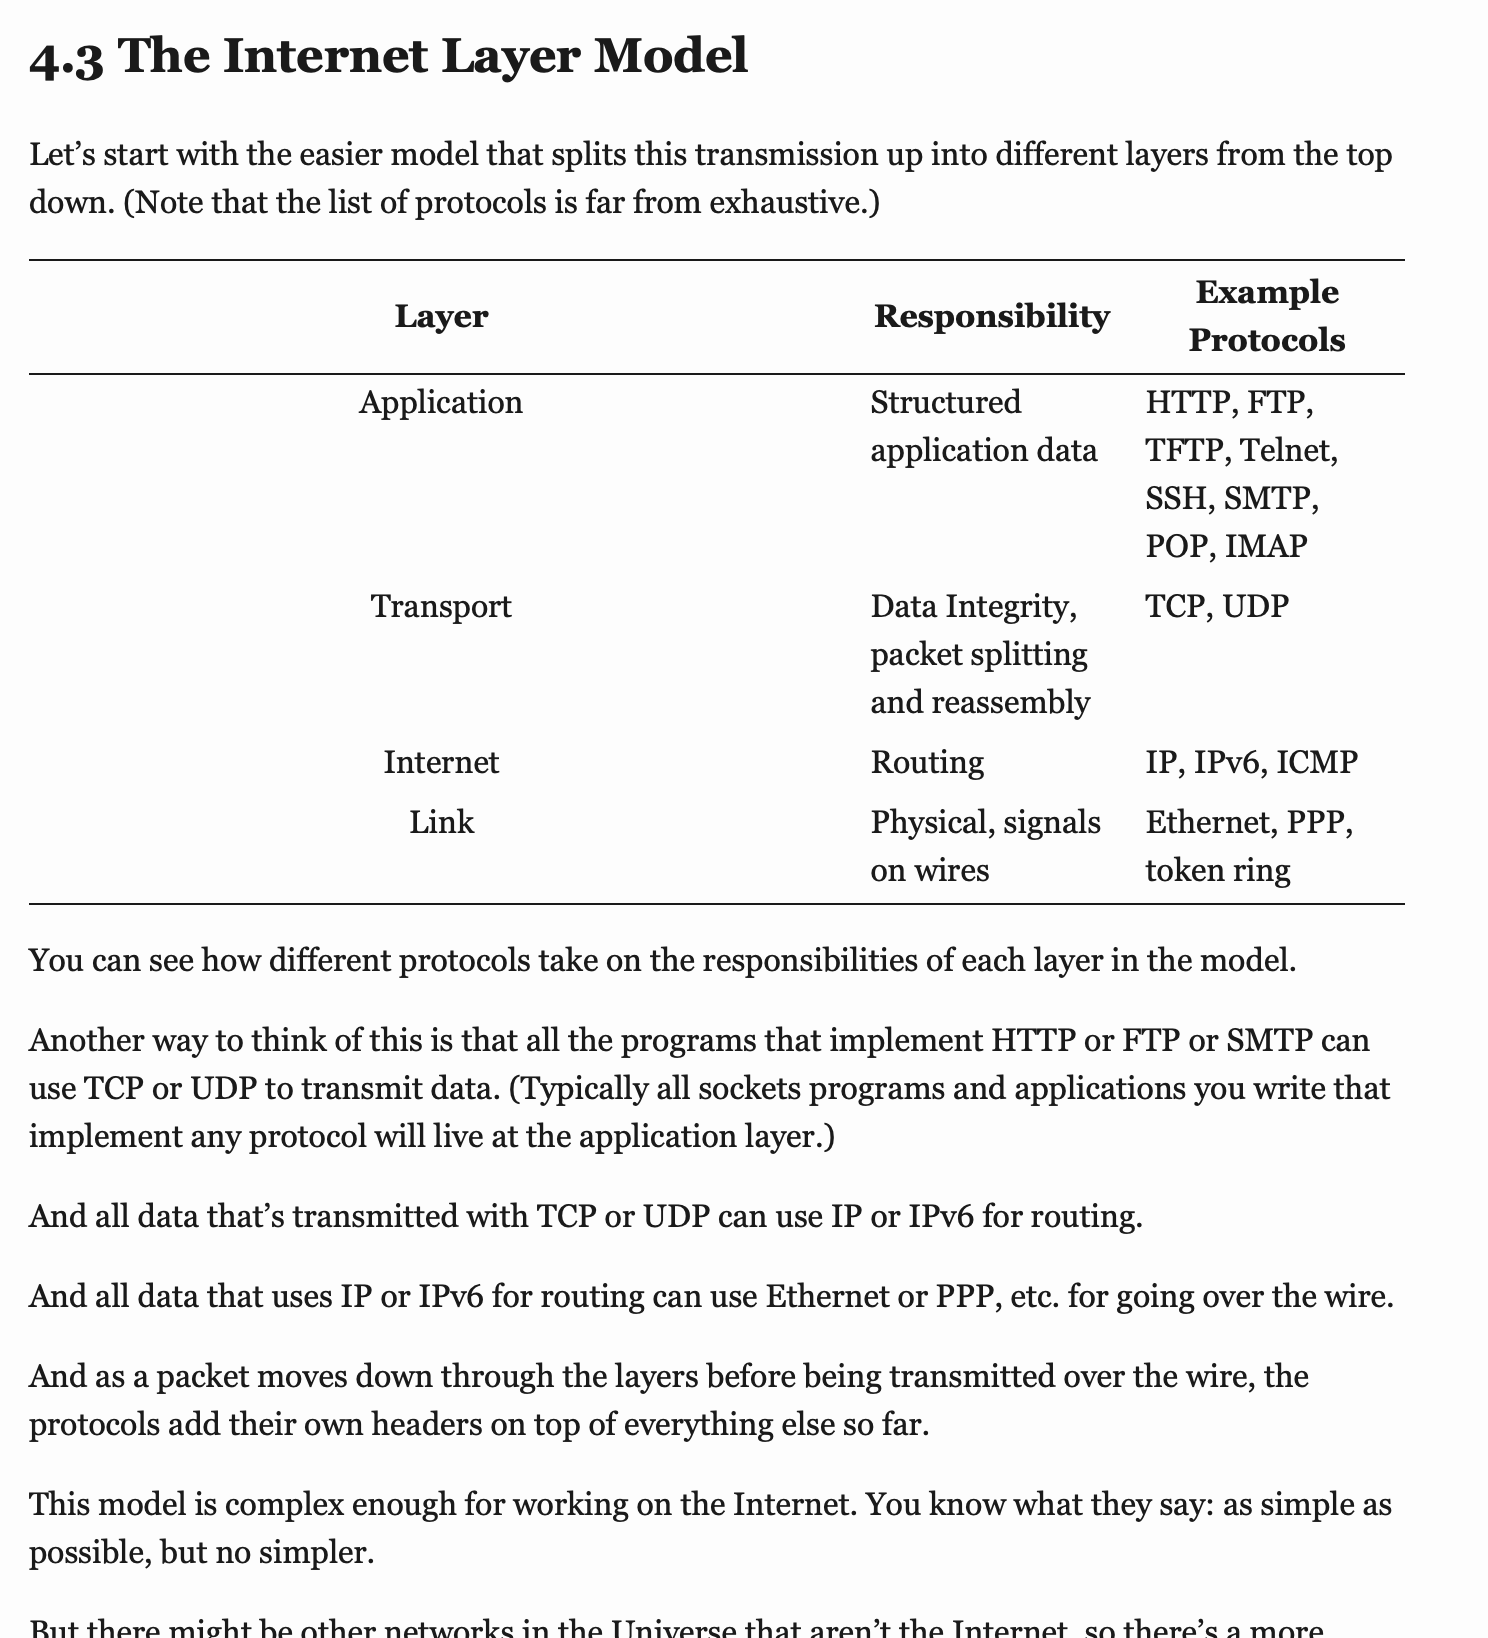 4.3 The Internet Layer Model
Let’s start with the easier model that splits this transmission up into different layers from the top
down. (Note that the list of protocols is far from exhaustive.)
Layer Responsibility Example
Protocols
Application Structured HTTP, FTP,
application data TFTP, Telnet,
SSH, SMTP,
POP, IMAP
Transport Data Integrity, TCP, UDP
packet splitting
and reassembly
Internet Routing IP, IPv6, ICMP
Link Physical, signals Ethernet, PPP,
on wires token ring
You can see how different protocols take on the responsibilities of each layer in the model.
Another way to think of this is that all the programs that implement HTTP or FTP or SMTP can
use TCP or UDP to transmit data. (Typically all sockets programs and applications you write that
implement any protocol will live at the application layer.)
And all data that’s transmitted with TCP or UDP can use IP or IPv6 for routing.
And all data that uses IP or IPv6 for routing can use Ethernet or PPP, etc. for going over the wire.
And as a packet moves down through the layers before being transmitted over the wire, the
protocols add their own headers on top of everything else so far.
This model is complex enough for working on the Internet. You know what they say: as simple as
possible, but no simpler.
But there might be other networks in the Universe that aren’t the Internet, so there’s a more